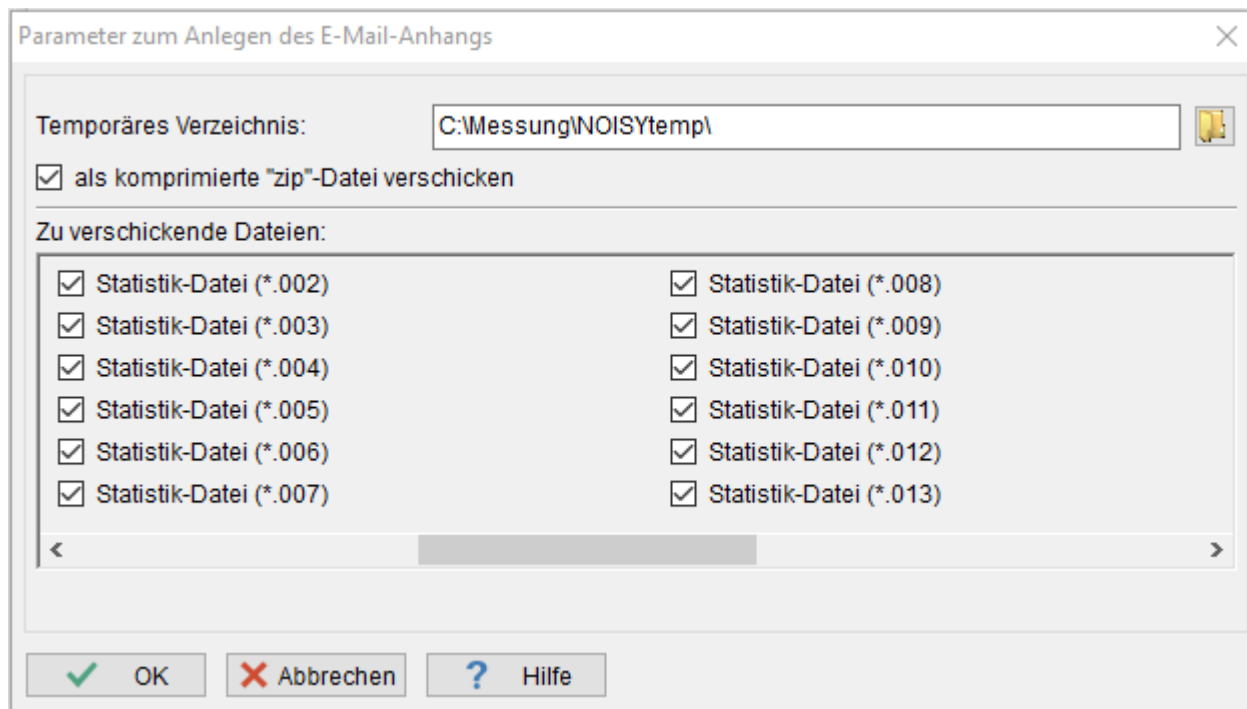 Parameter zum Anlegen des E-Mail-Anhangs
Temporäres Verzeichnis: C:\Messung\NOISYtemp\
als komprimierte "zip"-Datei verschicken
Zu verschickende Dateien:
Statistik-Datei (*.002) Statistik-Datei (*.008)
Statistik-Datei (*.003) Statistik-Datei (*.009)
Statistik-Datei (*.004) Statistik-Datei (*.010)
Statistik-Datei (*.005) Statistik-Datei (*.011)
Statistik-Datei (*.006) Statistik-Datei (*.012)
Statistik-Datei (*.007) Statistik-Datei (*.013)
OK Abbrechen ? Hilfe